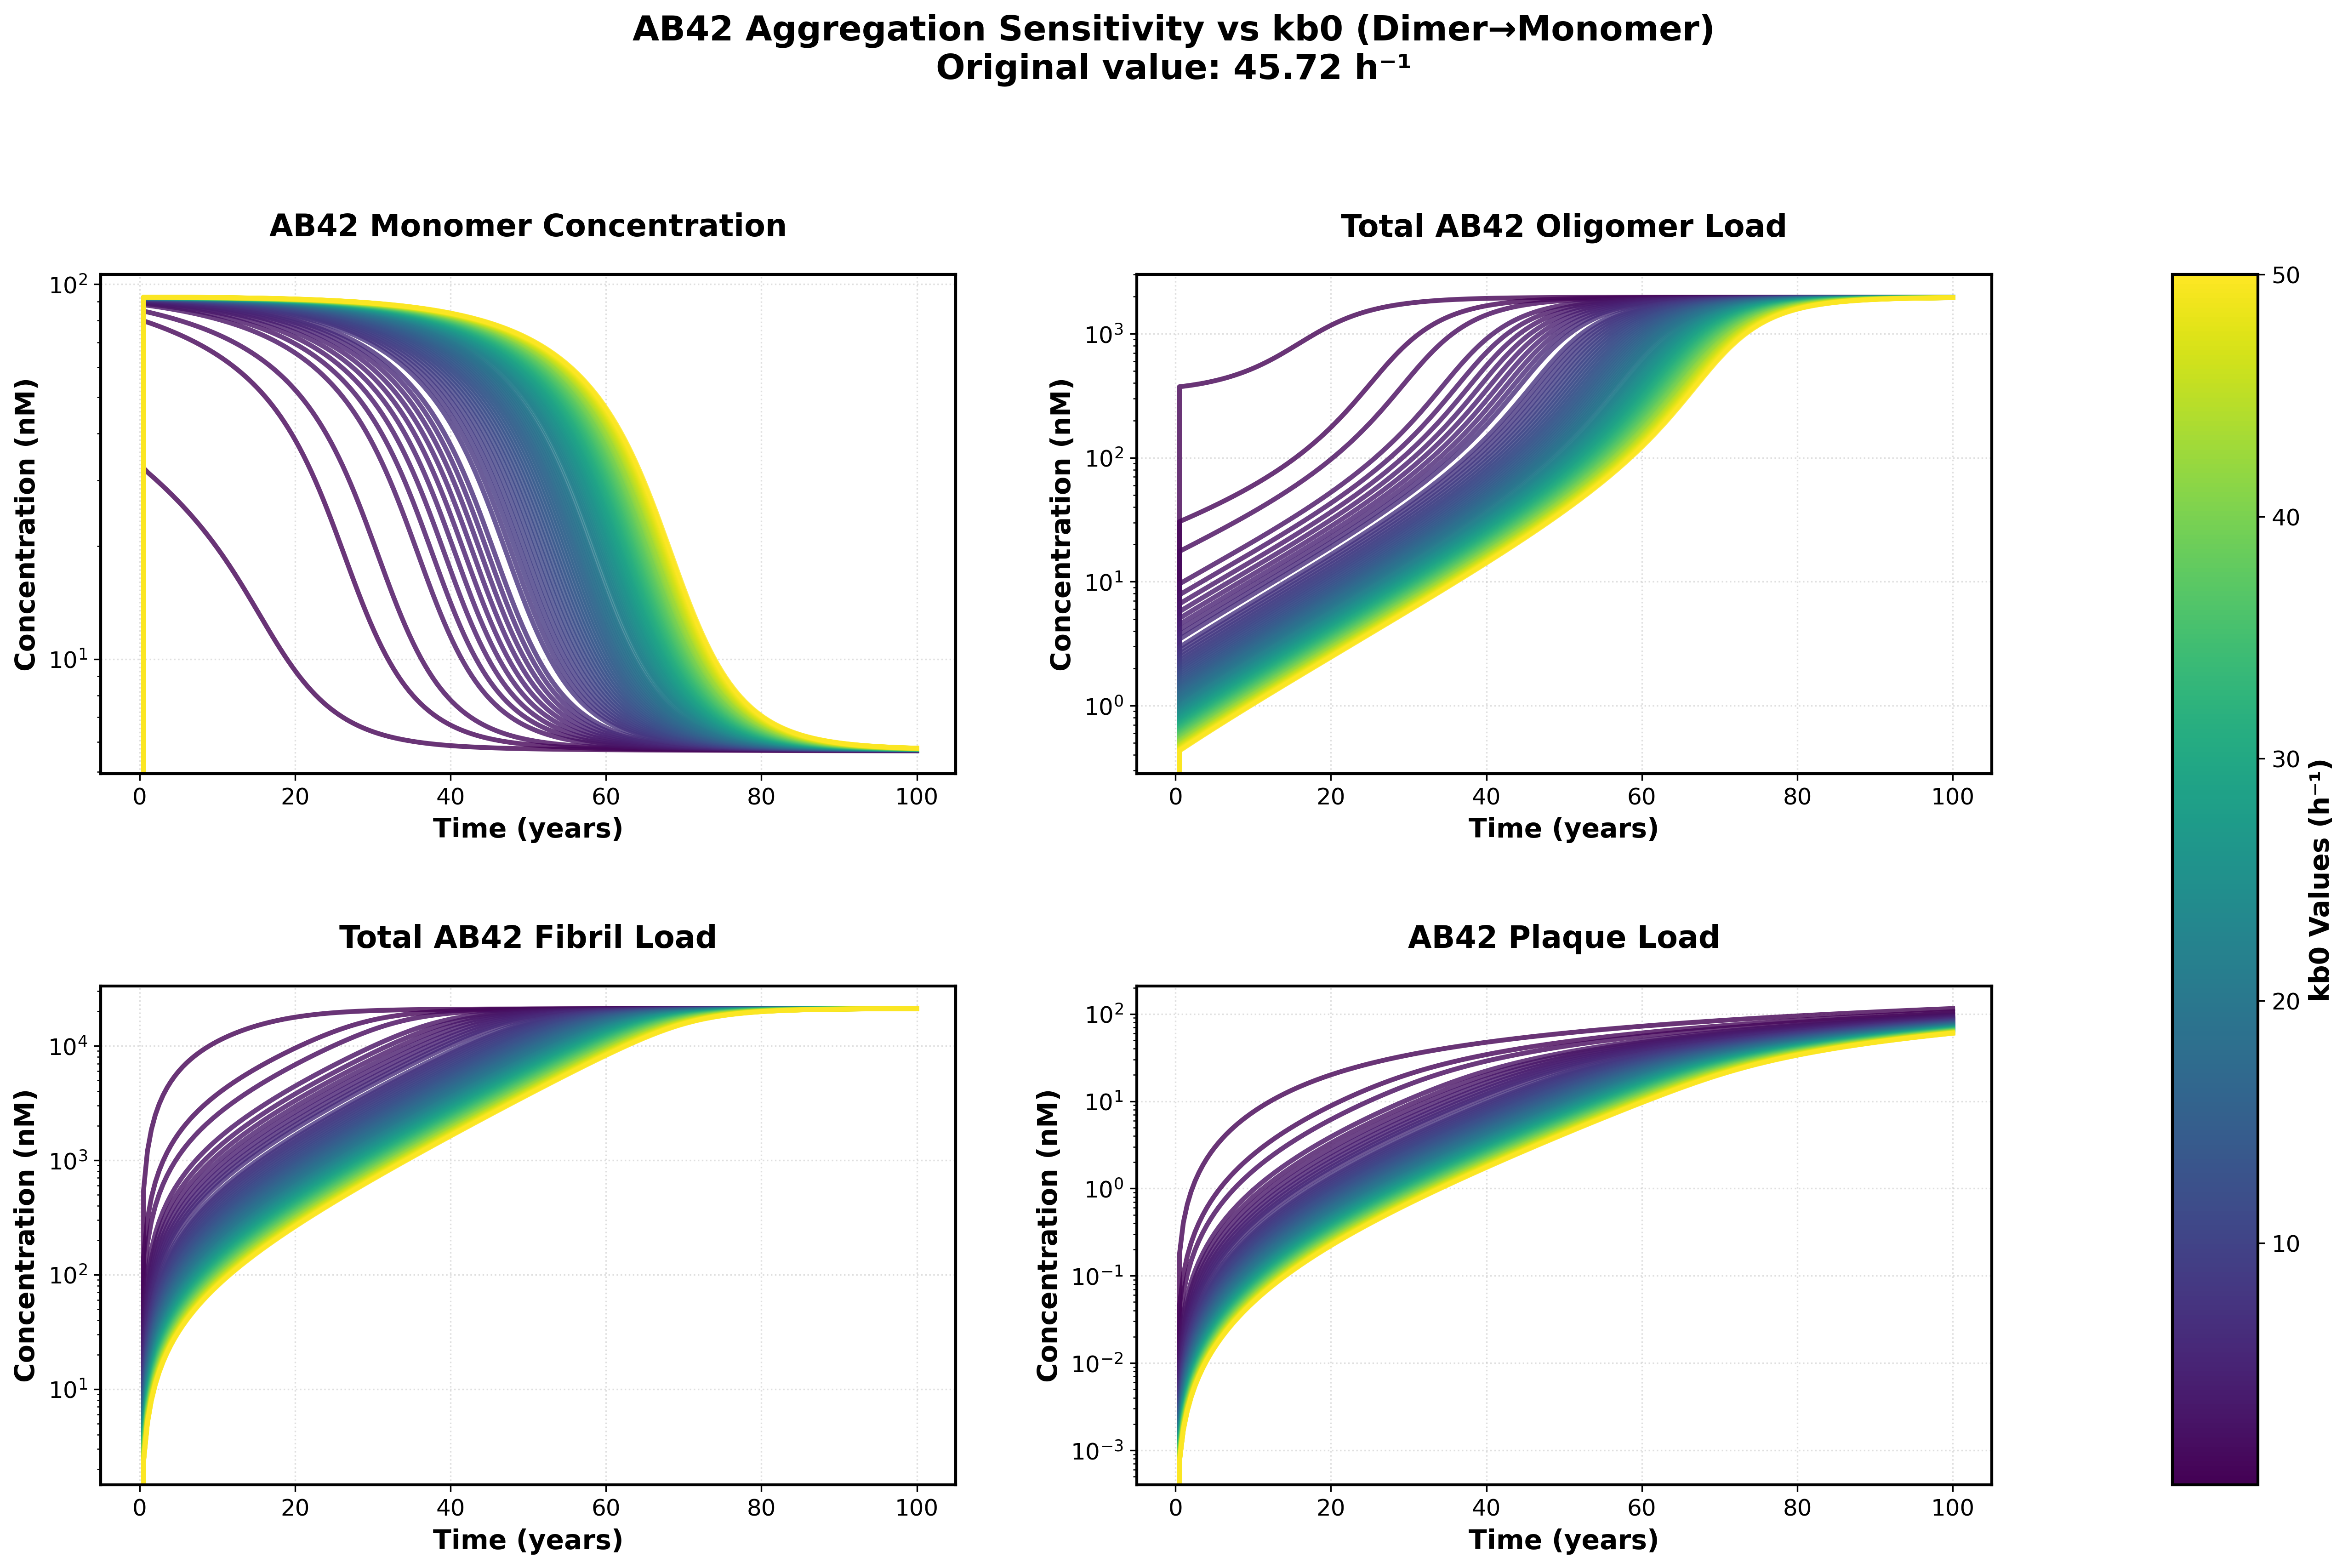 AB42 Aggregation Sensitivity vs kb0 (Dimer→Monomer)
Original value: 45.72 h⁻¹
AB42 Monomer Concentration
Concentration (nM)
10²
10¹
0 20 40 60 80 100
Time (years)
Total AB42 Oligomer Load
Concentration (nM)
10³
10²
10¹
10⁰
0 20 40 60 80 100
Time (years)
Total AB42 Fibril Load
Concentration (nM)
10⁴
10³
10²
10¹
0 20 40 60 80 100
Time (years)
AB42 Plaque Load
Concentration (nM)
10²
10¹
10⁰
10⁻¹
10⁻²
10⁻³
0 20 40 60 80 100
Time (years)
50
40
30
20
10
kb0 Values (h⁻¹)